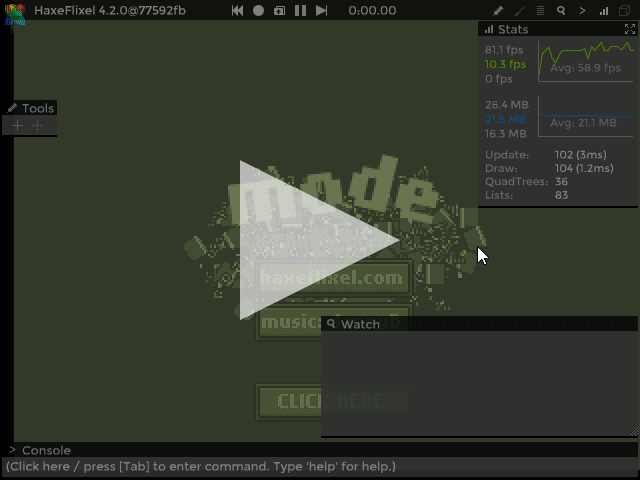 HaxeFlixel 4.2.0@77592fb
0:00.00
Stats
81.1 fps
10.3 fps
0 fps
Avg: 58.9 fps
26.4 MB
21.5 MB
16.3 MB
Avg: 21.1 MB
Update: 102 (3ms)
Draw: 104 (1.2ms)
QuadTrees: 36
Lists: 83
Tools
mode
haxeflixel.com
Watch
CLICK HERE
> Console
(Click here / press [Tab] to enter command. Type 'help' for help.)